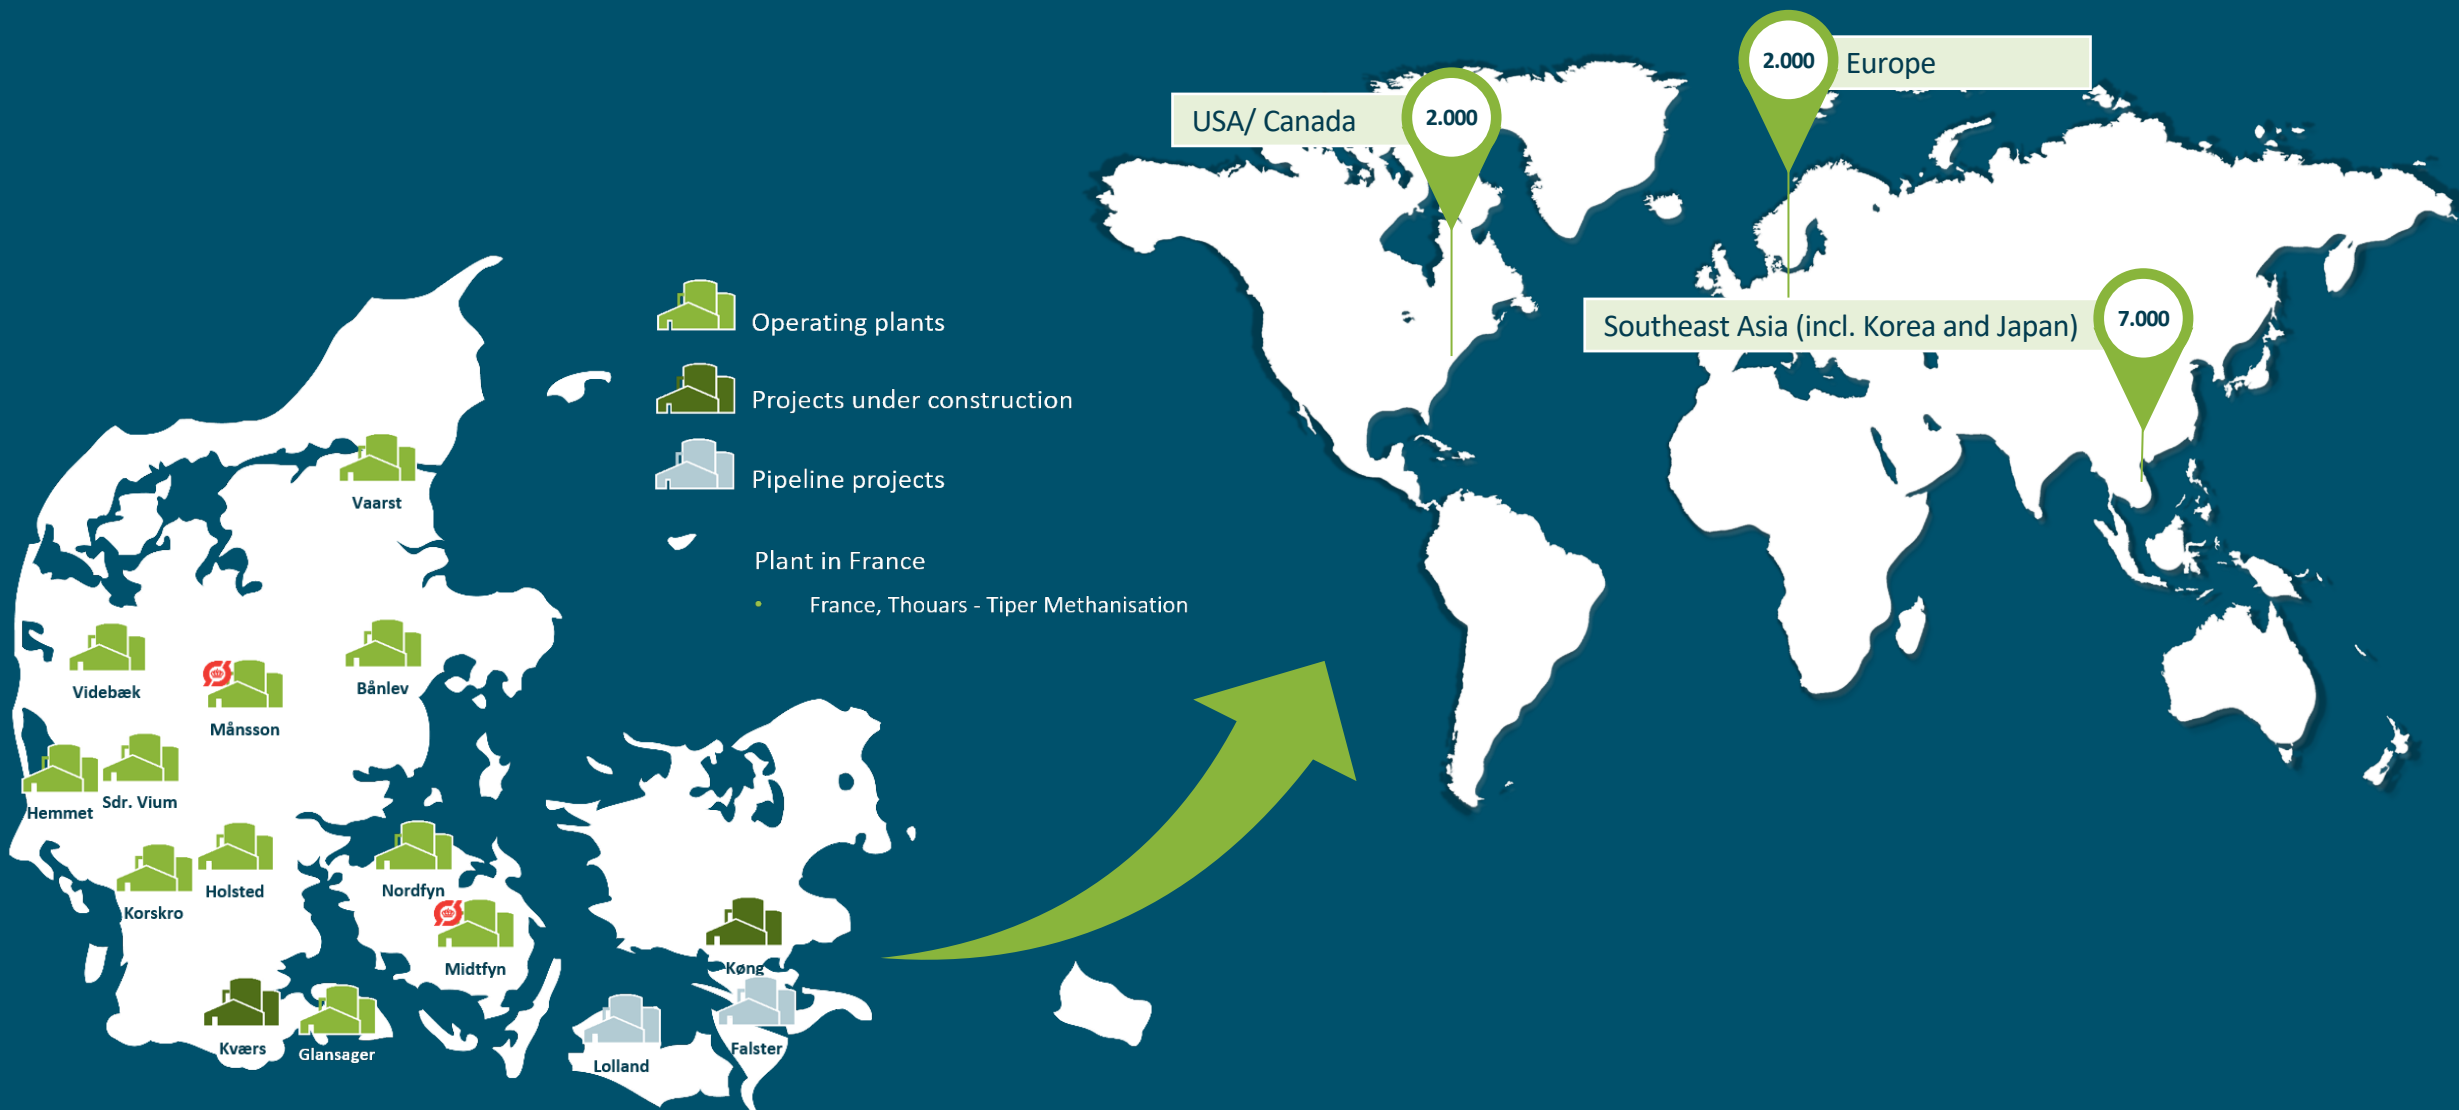 2.000
Europe
USA/ Canada
2.000
Southeast Asia (incl. Korea and Japan)
7.000
Operating plants
Projects under construction
Pipeline projects
Plant in France
• France, Thouars - Tiper Methanisation
Vaarst
Videbæk
Månsson
Bånlev
Hemmet
Sdr. Vium
Korskro
Holsted
Nordfyn
Midtfyn
Køng
Kværs
Glansager
Lolland
Falster